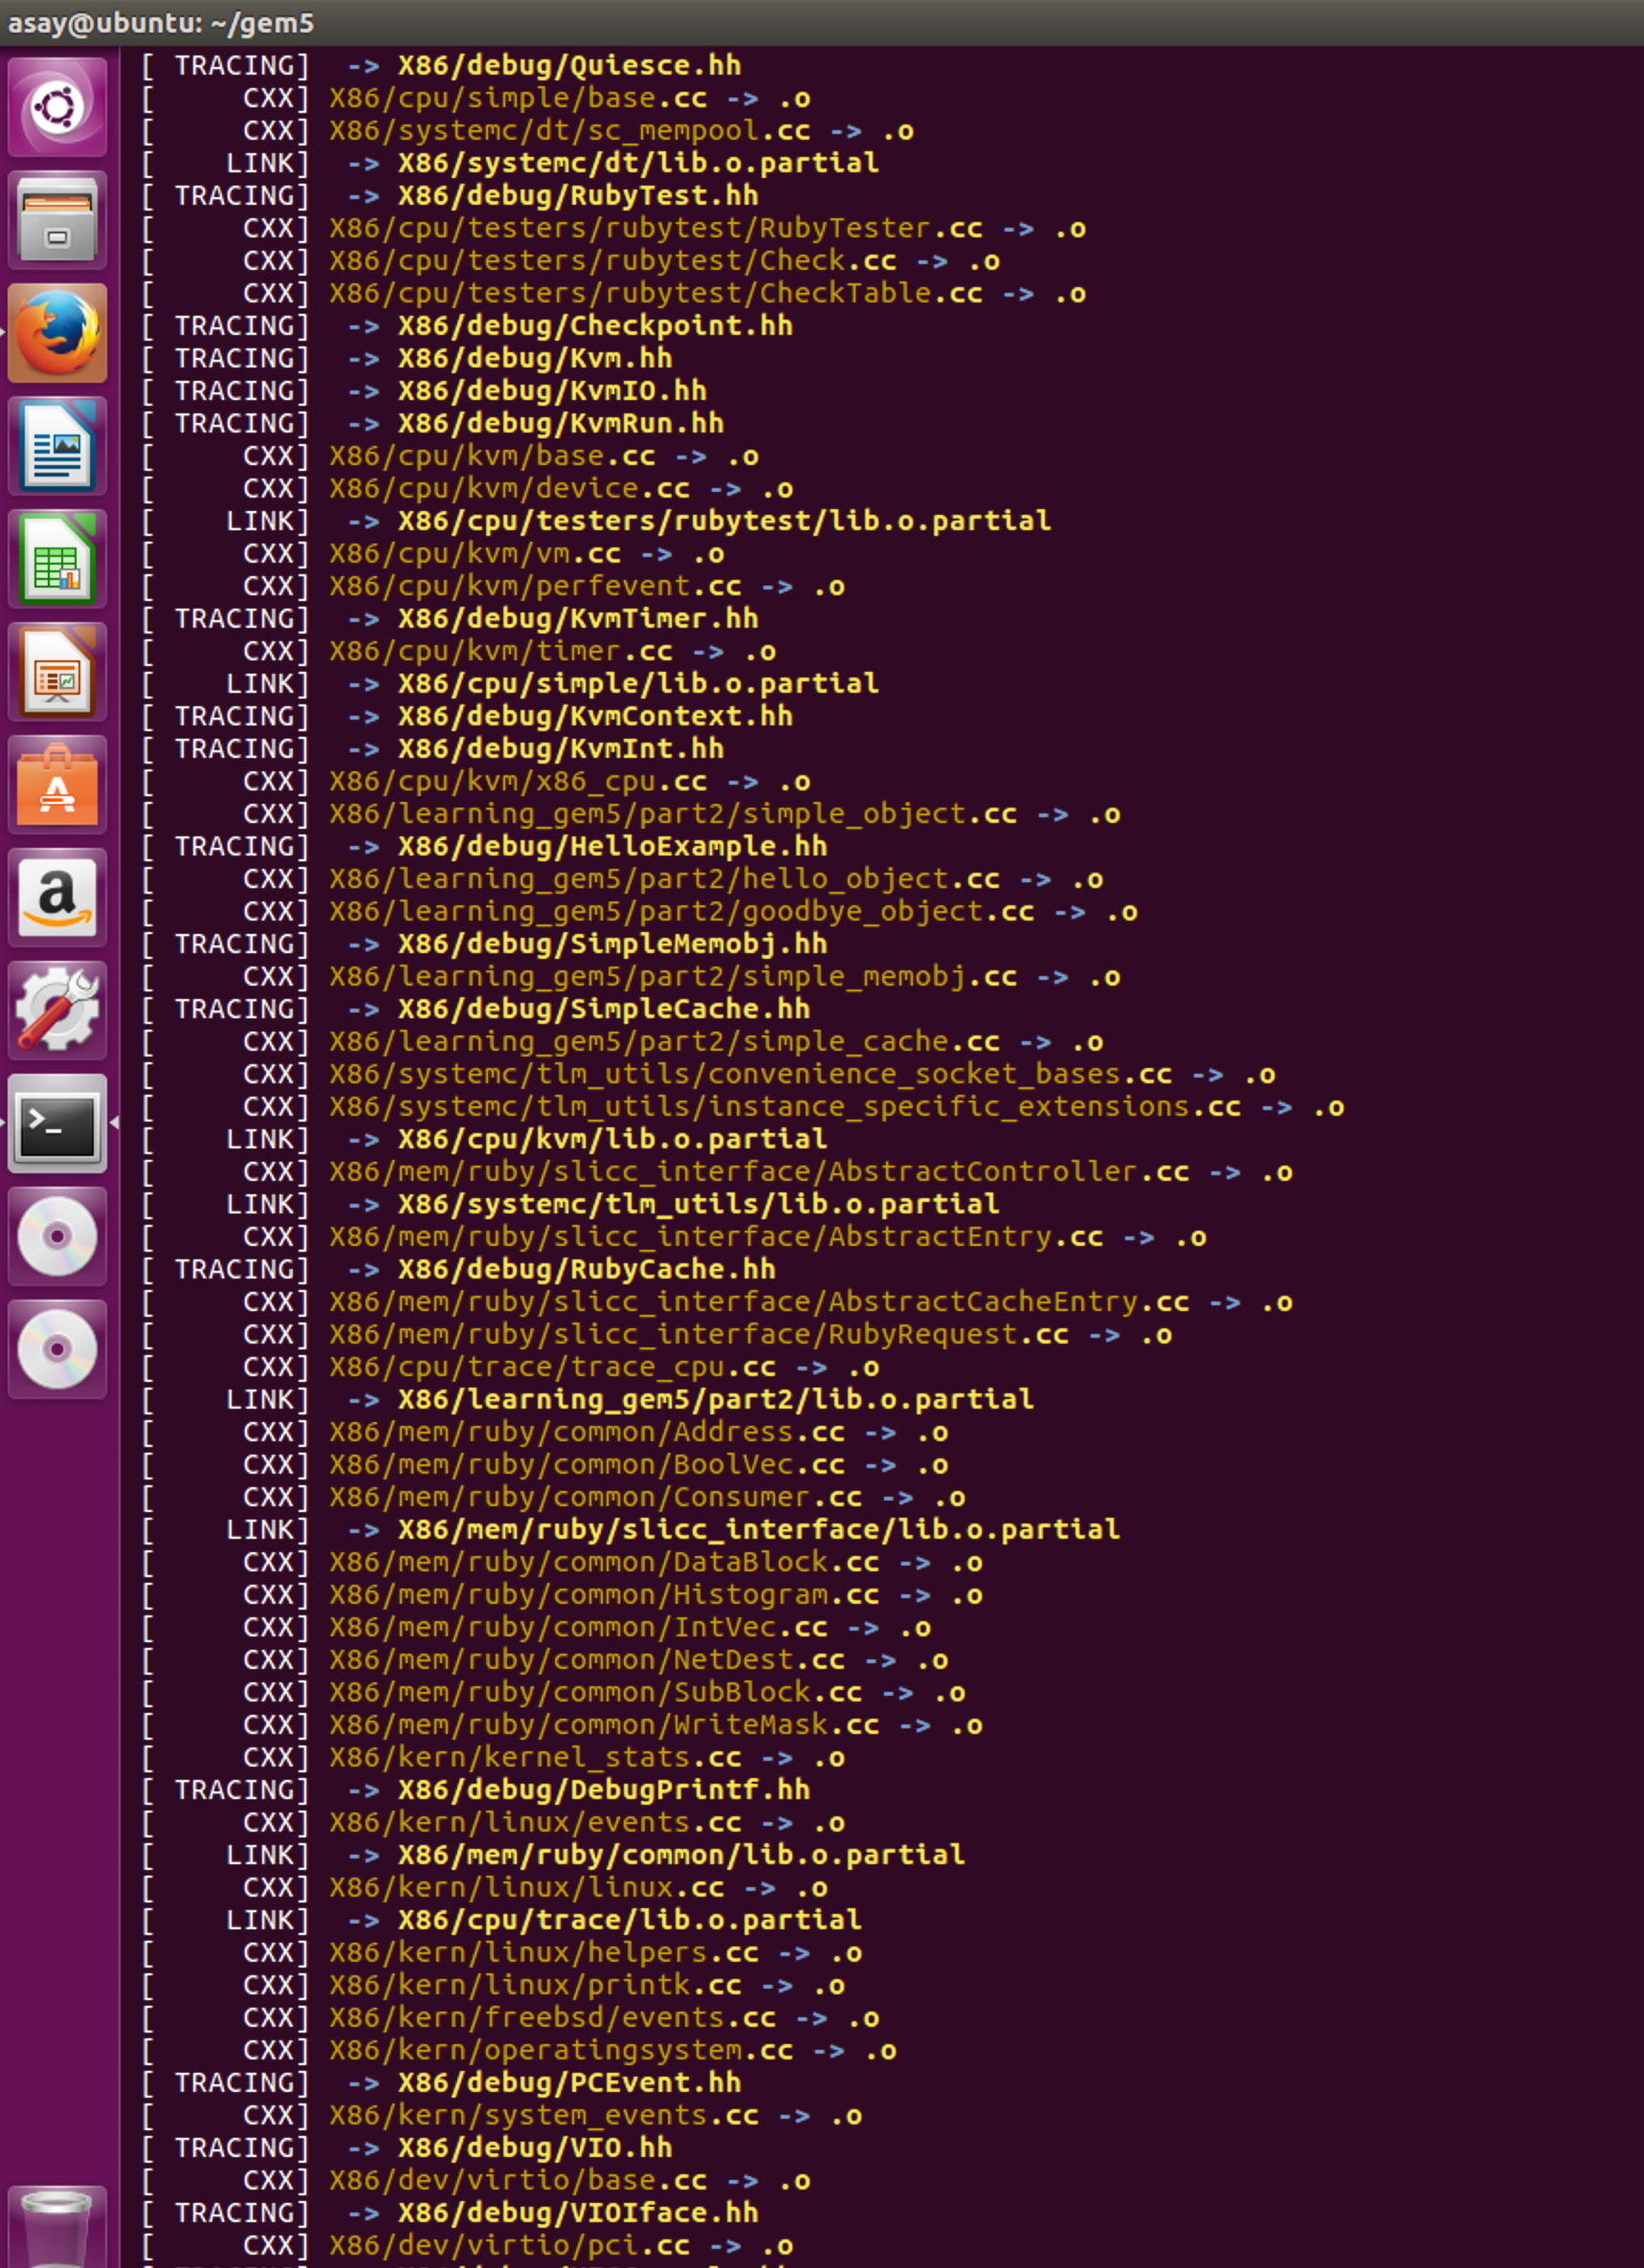 asay@ubuntu: ~/gem5
[ TRACING]  -> X86/debug/Quiesce.hh
[     CXX] X86/cpu/simple/base.cc -> .o
[     CXX] X86/systemc/dt/sc_mempool.cc -> .o
[    LINK]  -> X86/systemc/dt/lib.o.partial
[ TRACING]  -> X86/debug/RubyTest.hh
[     CXX] X86/cpu/testers/rubytest/RubyTester.cc -> .o
[     CXX] X86/cpu/testers/rubytest/Check.cc -> .o
[     CXX] X86/cpu/testers/rubytest/CheckTable.cc -> .o
[ TRACING]  -> X86/debug/Checkpoint.hh
[ TRACING]  -> X86/debug/Kvm.hh
[ TRACING]  -> X86/debug/KvmIO.hh
[ TRACING]  -> X86/debug/KvmRun.hh
[     CXX] X86/cpu/kvm/base.cc -> .o
[     CXX] X86/cpu/kvm/device.cc -> .o
[    LINK]  -> X86/cpu/testers/rubytest/lib.o.partial
[     CXX] X86/cpu/kvm/vm.cc -> .o
[     CXX] X86/cpu/kvm/perfevent.cc -> .o
[ TRACING]  -> X86/debug/KvmTimer.hh
[     CXX] X86/cpu/kvm/timer.cc -> .o
[    LINK]  -> X86/cpu/simple/lib.o.partial
[ TRACING]  -> X86/debug/KvmContext.hh
[ TRACING]  -> X86/debug/KvmInt.hh
[     CXX] X86/cpu/kvm/x86_cpu.cc -> .o
[     CXX] X86/learning_gem5/part2/simple_object.cc -> .o
[ TRACING]  -> X86/debug/HelloExample.hh
[     CXX] X86/learning_gem5/part2/hello_object.cc -> .o
[     CXX] X86/learning_gem5/part2/goodbye_object.cc -> .o
[ TRACING]  -> X86/debug/SimpleMemobj.hh
[     CXX] X86/learning_gem5/part2/simple_memobj.cc -> .o
[ TRACING]  -> X86/debug/SimpleCache.hh
[     CXX] X86/learning_gem5/part2/simple_cache.cc -> .o
[     CXX] X86/systemc/tlm_utils/convenience_socket_bases.cc -> .o
[     CXX] X86/systemc/tlm_utils/instance_specific_extensions.cc -> .o
[    LINK]  -> X86/cpu/kvm/lib.o.partial
[     CXX] X86/mem/ruby/slicc_interface/AbstractController.cc -> .o
[    LINK]  -> X86/systemc/tlm_utils/lib.o.partial
[     CXX] X86/mem/ruby/slicc_interface/AbstractEntry.cc -> .o
[ TRACING]  -> X86/debug/RubyCache.hh
[     CXX] X86/mem/ruby/slicc_interface/AbstractCacheEntry.cc -> .o
[     CXX] X86/mem/ruby/slicc_interface/RubyRequest.cc -> .o
[     CXX] X86/cpu/trace/trace_cpu.cc -> .o
[    LINK]  -> X86/learning_gem5/part2/lib.o.partial
[     CXX] X86/mem/ruby/common/Address.cc -> .o
[     CXX] X86/mem/ruby/common/BoolVec.cc -> .o
[     CXX] X86/mem/ruby/common/Consumer.cc -> .o
[    LINK]  -> X86/mem/ruby/slicc_interface/lib.o.partial
[     CXX] X86/mem/ruby/common/DataBlock.cc -> .o
[     CXX] X86/mem/ruby/common/Histogram.cc -> .o
[     CXX] X86/mem/ruby/common/IntVec.cc -> .o
[     CXX] X86/mem/ruby/common/NetDest.cc -> .o
[     CXX] X86/mem/ruby/common/SubBlock.cc -> .o
[     CXX] X86/mem/ruby/common/WriteMask.cc -> .o
[     CXX] X86/kern/kernel_stats.cc -> .o
[ TRACING]  -> X86/debug/DebugPrintf.hh
[     CXX] X86/kern/linux/events.cc -> .o
[    LINK]  -> X86/mem/ruby/common/lib.o.partial
[     CXX] X86/kern/linux/linux.cc -> .o
[    LINK]  -> X86/cpu/trace/lib.o.partial
[     CXX] X86/kern/linux/helpers.cc -> .o
[     CXX] X86/kern/linux/printk.cc -> .o
[     CXX] X86/kern/freebsd/events.cc -> .o
[     CXX] X86/kern/operatingsystem.cc -> .o
[ TRACING]  -> X86/debug/PCEvent.hh
[     CXX] X86/kern/system_events.cc -> .o
[ TRACING]  -> X86/debug/VIO.hh
[     CXX] X86/dev/virtio/base.cc -> .o
[ TRACING]  -> X86/debug/VIOIface.hh
[     CXX] X86/dev/virtio/pci.cc -> .o